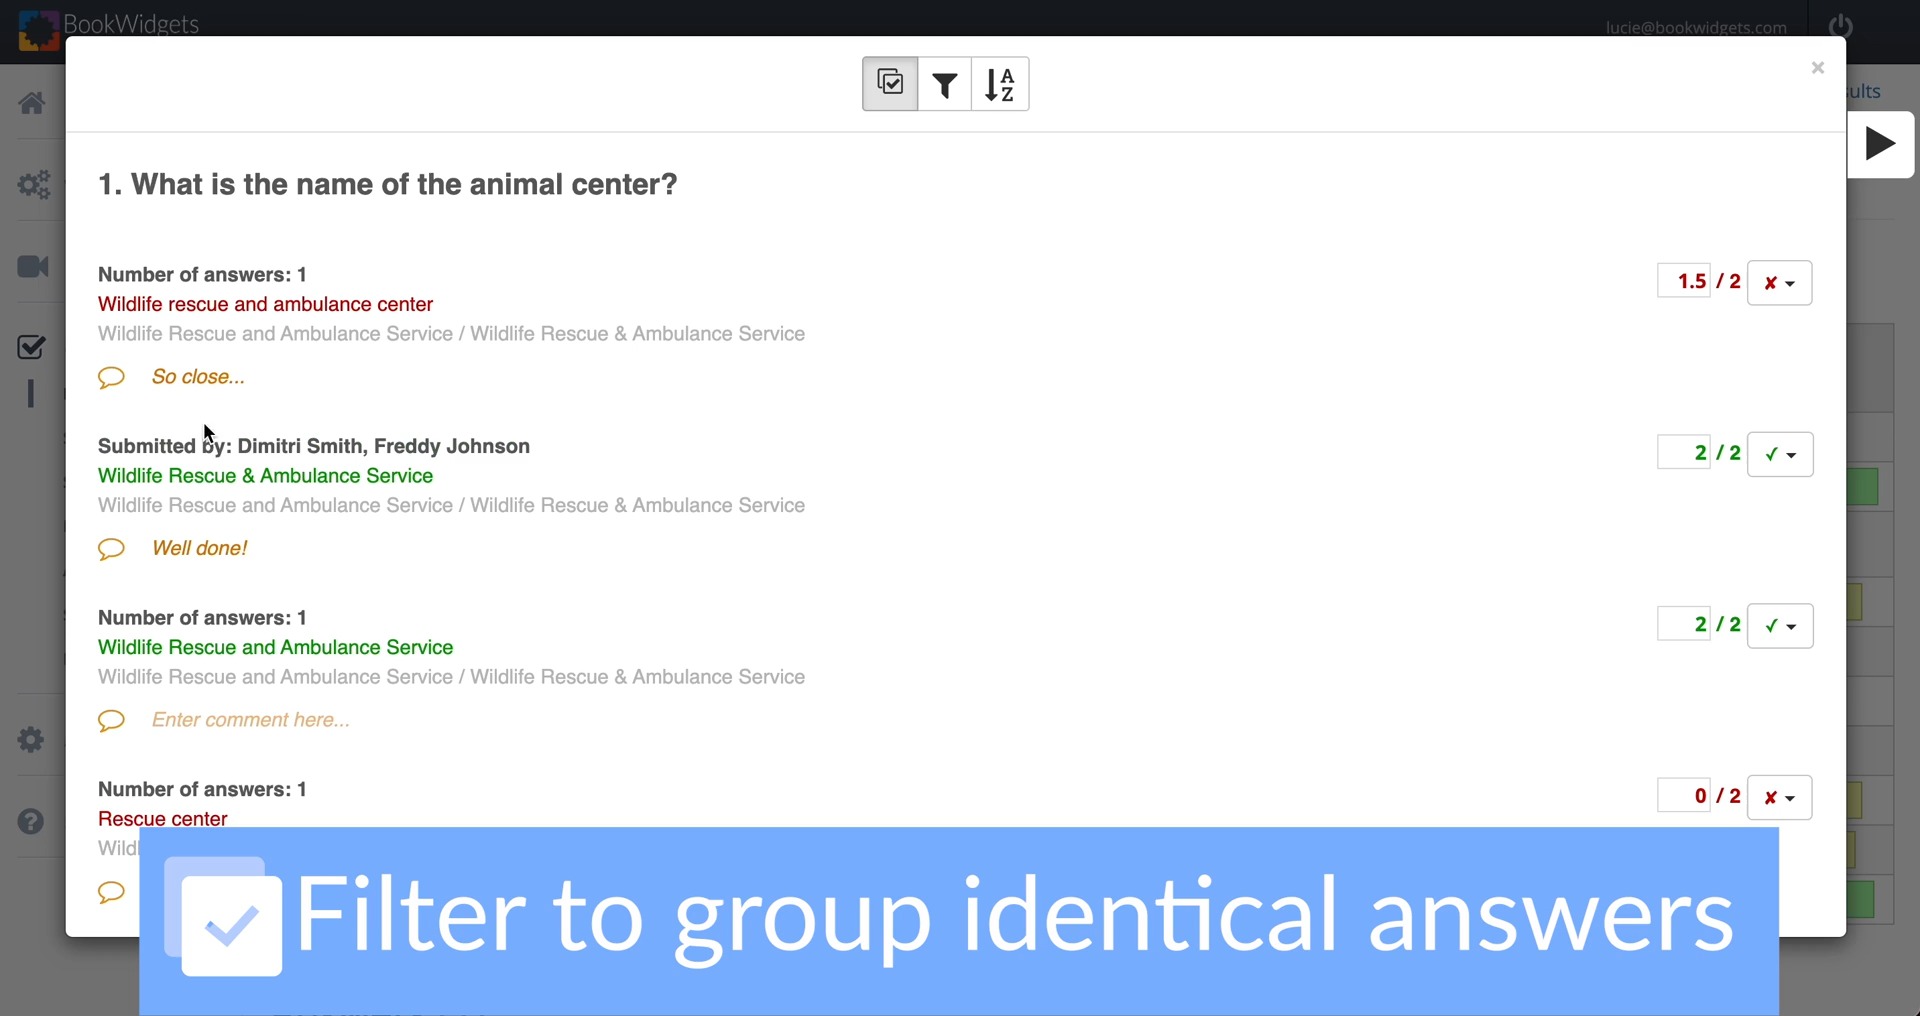 BookWidgets
lucie@bookwidgets.com
ults
1. What is the name of the animal center?
Number of answers: 1
1.5 / 2
Wildlife rescue and ambulance center
Wildlife Rescue and Ambulance Service / Wildlife Rescue & Ambulance Service
So close...
Submitted by: Dimitri Smith, Freddy Johnson
2 / 2
Wildlife Rescue & Ambulance Service
Wildlife Rescue and Ambulance Service / Wildlife Rescue & Ambulance Service
Well done!
Number of answers: 1
2 / 2
Wildlife Rescue and Ambulance Service
Wildlife Rescue and Ambulance Service / Wildlife Rescue & Ambulance Service
Enter comment here...
Number of answers: 1
0 / 2
Rescue center
Wild
Filter to group identical answers